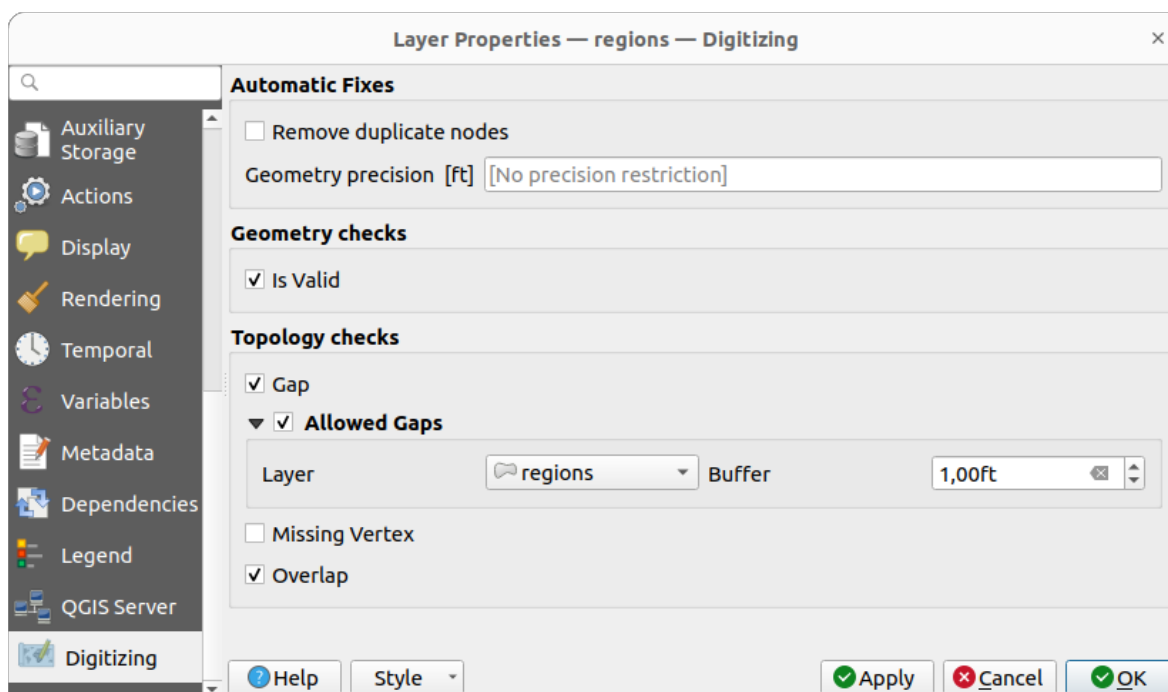 Layer Properties — regions — Digitizing
Auxiliary
Storage
Actions
Display
Rendering
Temporal
Variables
Metadata
Dependencies
Legend
QGIS Server
Digitizing
Automatic Fixes
Remove duplicate nodes
Geometry precision [ft] [No precision restriction]
Geometry checks
Is Valid
Topology checks
Gap
Allowed Gaps
Layer regions Buffer 1,00ft
Missing Vertex
Overlap
Help Style Apply Cancel OK